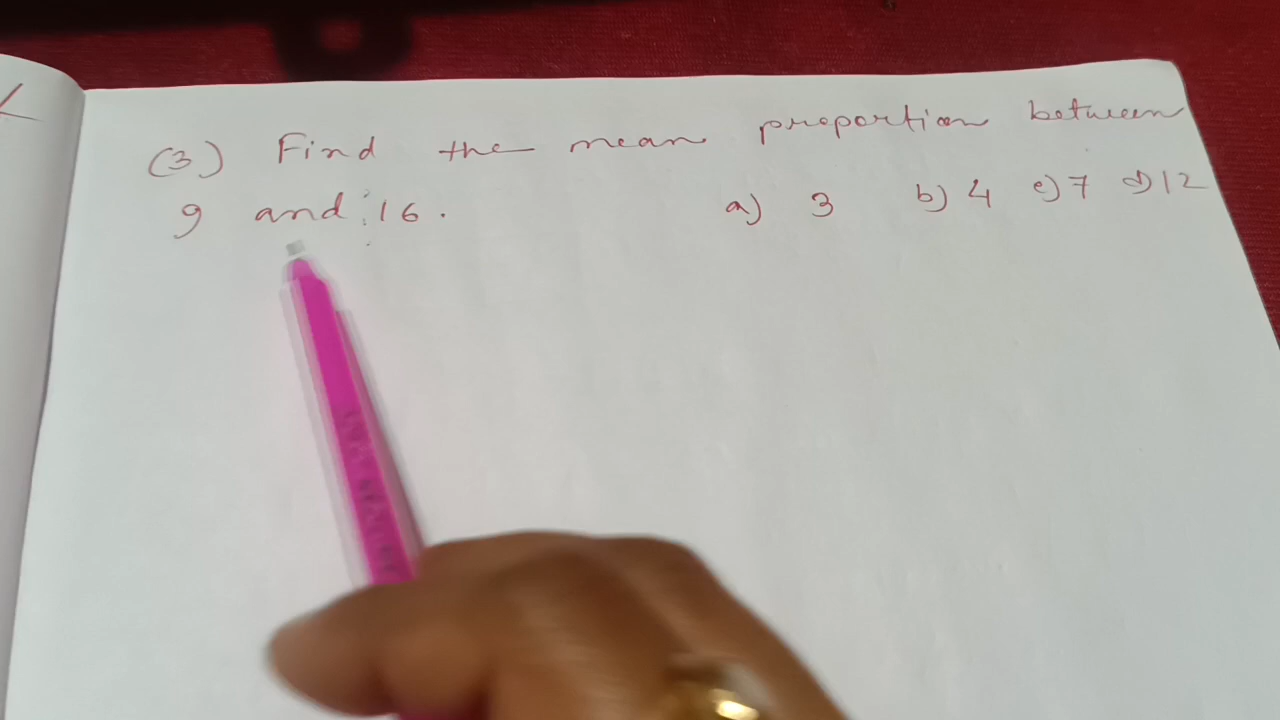 (3) Find the mean proportion between
9 and 16. a) 3 b) 4 c) 7 d) 12